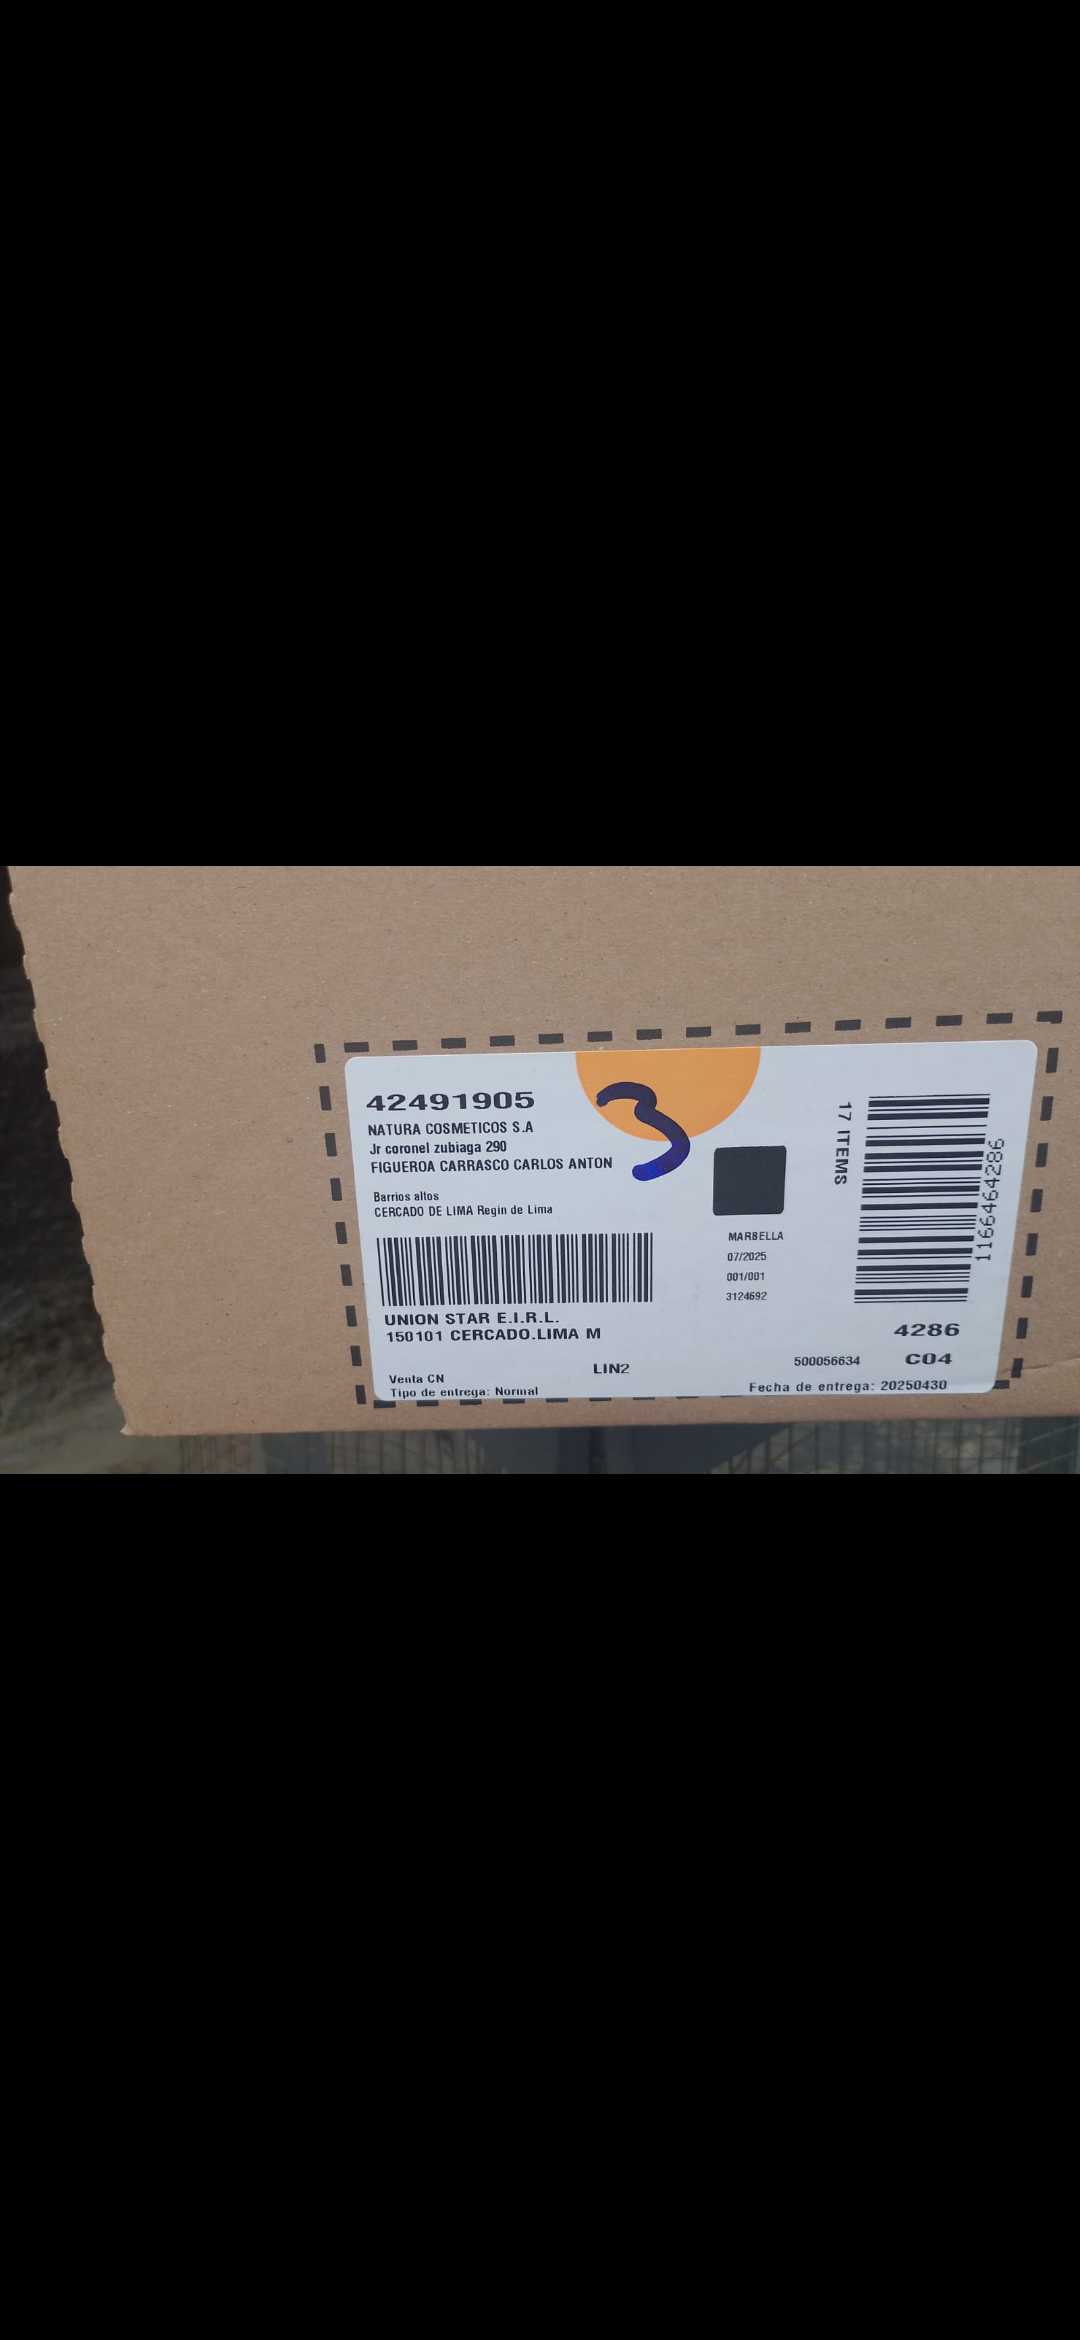 42491905
NATURA COSMETICOS S.A
Jr coronel zubiaga 290
FIGUEROA CARRASCO CARLOS ANTON
Barrios altos
CERCADO DE LIMA Regin de Lima
UNION STAR E.I.R.L.
150101 CERCADO.LIMA M
LIN2
Venta CN
Tipo de entrega: Normal
3
MARBELLA
07/2025
001/001
3124692
17 ITEMS
1166464286
4286
500056634 C04
Fecha de entrega: 20250430